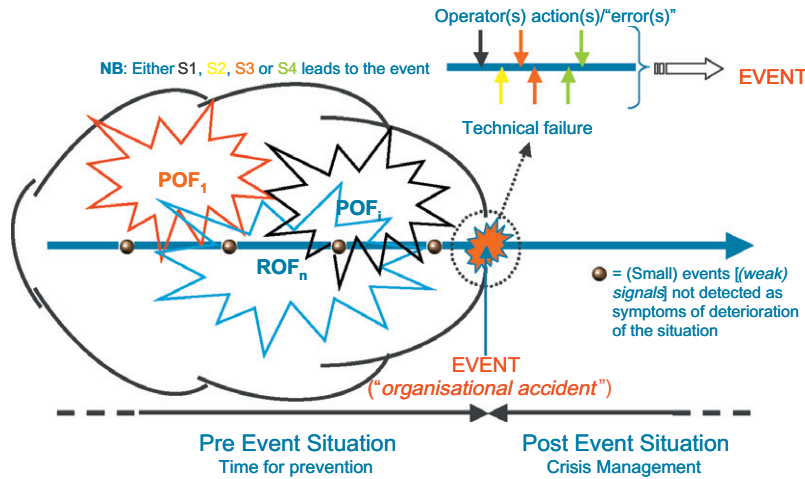 Operator(s) action(s)/“error(s)”
NB: Either S1, S2, S3 or S4 leads to the event
EVENT
Technical failure
POF1
POFi
ROFn
= (Small) events [(weak)
signals] not detected as
symptoms of deterioration
of the situation
EVENT
(“organisational accident”)
Pre Event Situation
Time for prevention
Post Event Situation
Crisis Management